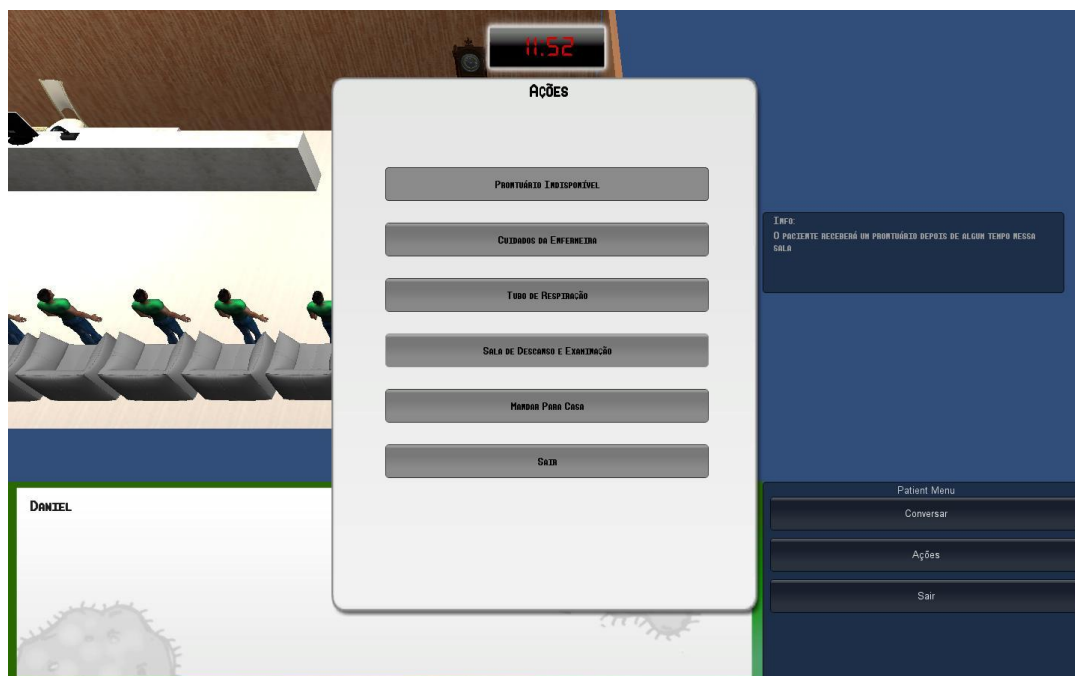 11:52
Ações
Prontuário Indisponível
Cuidados da Enfermeira
Tubo de Respiração
Sala de Descanso e Examinação
Mandar Para Casa
Sair
Info:
O paciente receberá um prontuário depois de algum tempo nessa
sala
Daniel
Patient Menu
Conversar
Ações
Sair